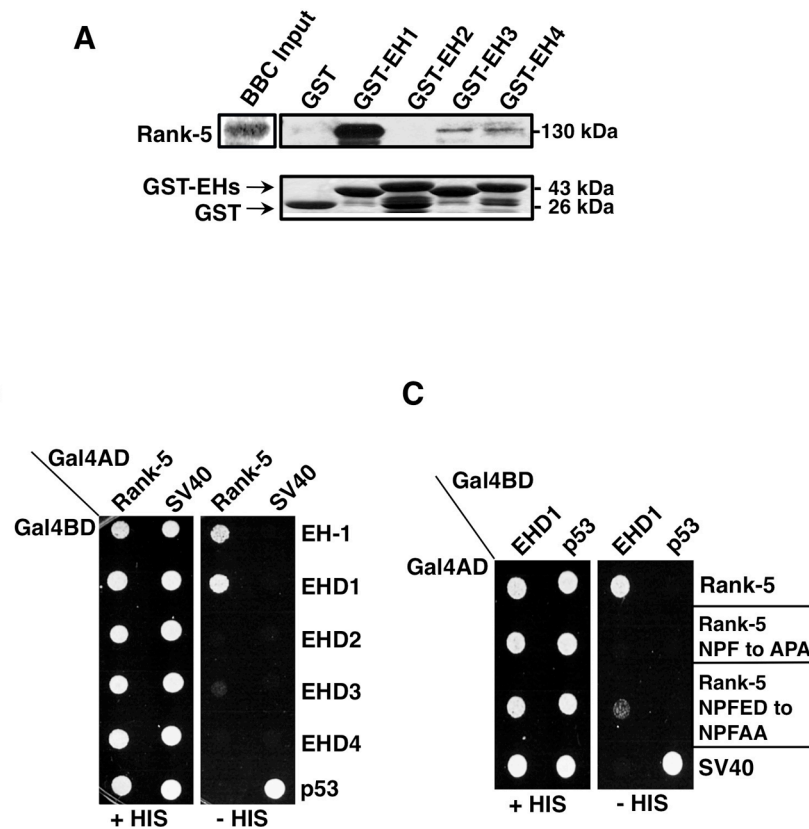 A
BBC Input
GST
GST-EH1
GST-EH2
GST-EH3
GST-EH4
Rank-5
-130 kDa
GST-EHs →
- 43 kDa
GST →
- 26 kDa
Gal4AD
Rank-5
SV40
Rank-5
SV40
Gal4BD
EH-1
EHD1
EHD2
EHD3
EHD4
p53
+ HIS
- HIS
C
Gal4BD
EHD1
p53
EHD1
p53
Gal4AD
Rank-5
Rank-5
NPF to APA
Rank-5
NPFED to
NPFAA
SV40
+ HIS
- HIS